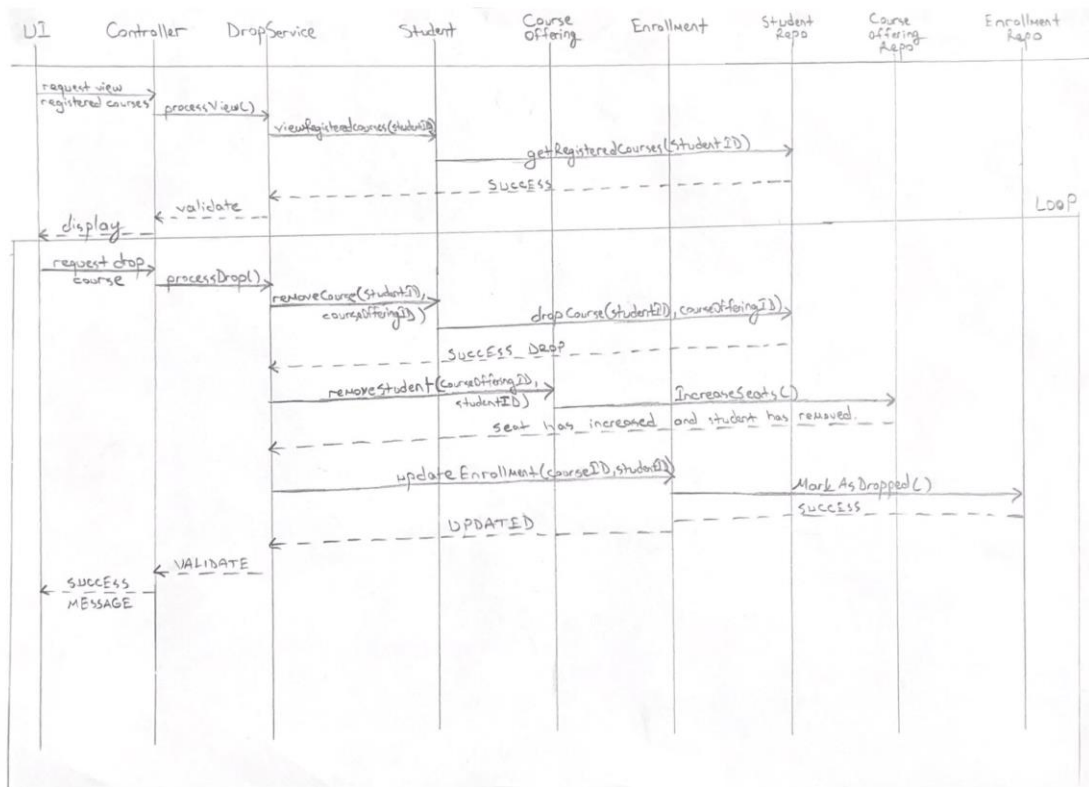 UI
Controller
DropService
Student
Course
Offering
Enrollment
Student
Repo
Course
Offering
Repo
Enrollment
Repo
request view
registered courses
processView()
viewRegisteredCourses(studentID)
getRegisteredCourses(StudentID)
SUCCESS
validate
display
LOOP
request drop
course
processDrop()
removeCourse(studentID,
courseOfferingID)
dropCourse(studentID, courseOfferingID)
SUCCESS DROP
removeStudent(courseOfferingID,
studentID)
IncreaseSeats()
seat has increased and student has removed.
updateEnrollment(courseID, studentID)
MarkAsDropped()
SUCCESS
UPDATED
VALIDATE
SUCCESS
MESSAGE